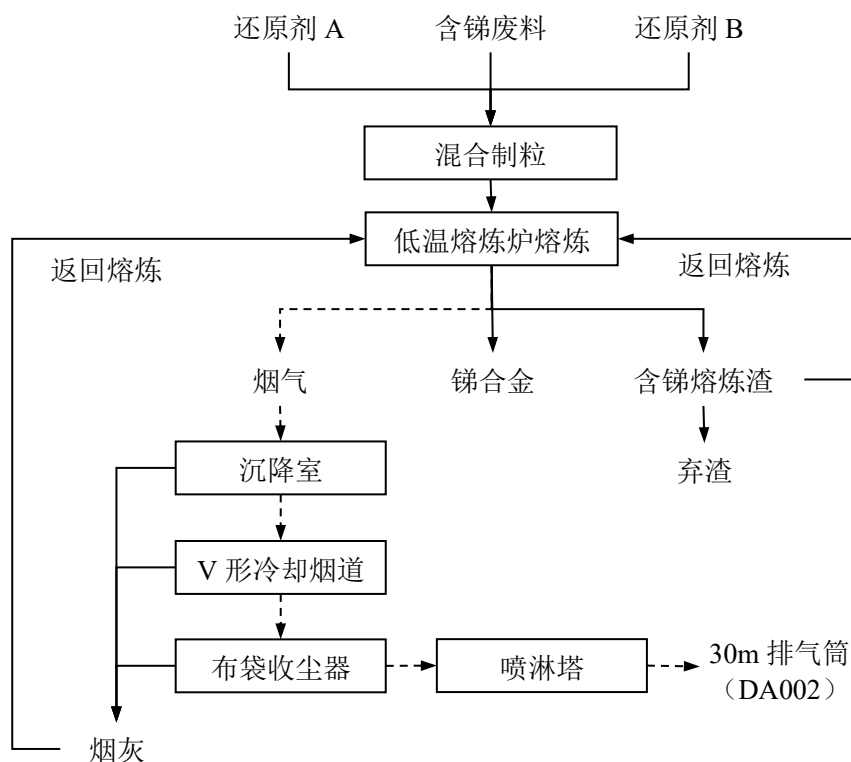 还原剂 A
含锑废料
还原剂 B
混合制粒
低温熔炼炉熔炼
返回熔炼
返回熔炼
烟气
锑合金
含锑熔炼渣
沉降室
弃渣
V 形冷却烟道
布袋收尘器
喷淋塔
30m 排气筒
（DA002）
烟灰